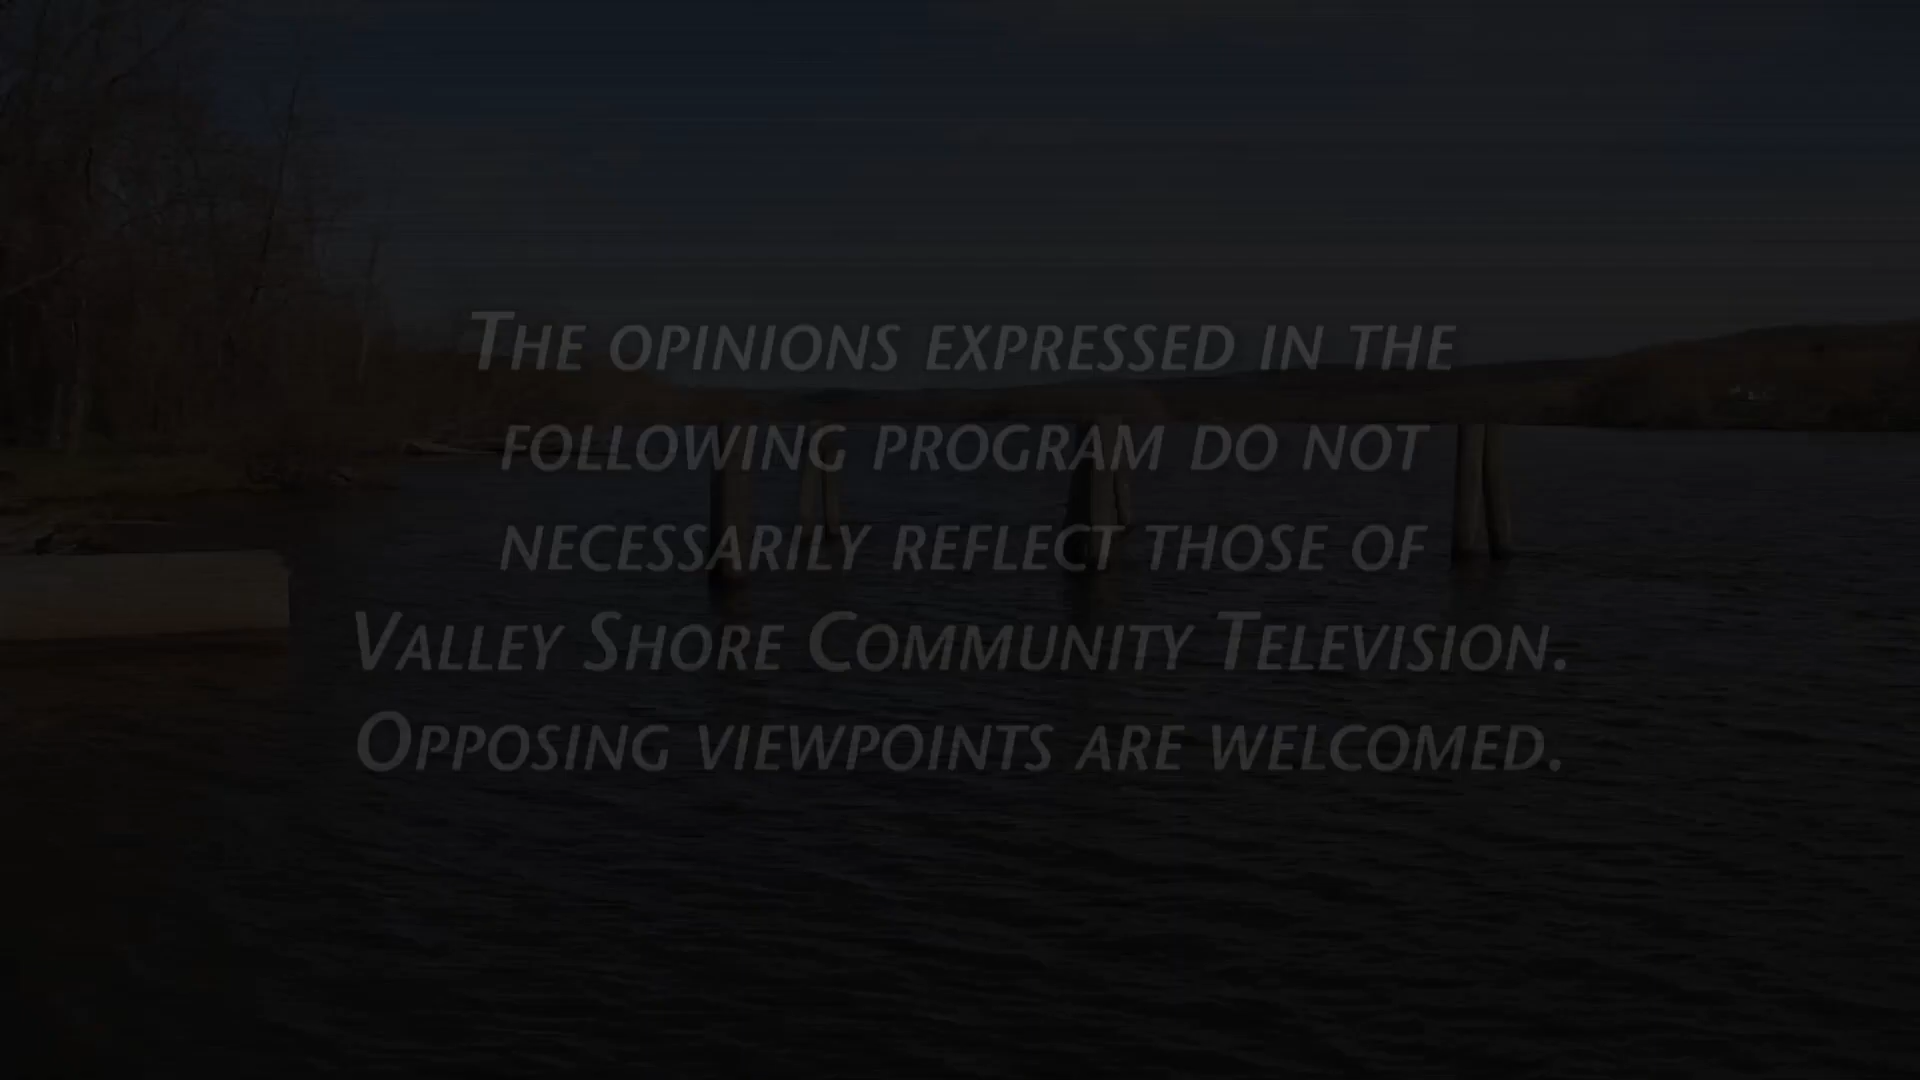 The opinions expressed in the
following program do not
necessarily reflect those of
Valley Shore Community Television.
Opposing viewpoints are welcomed.